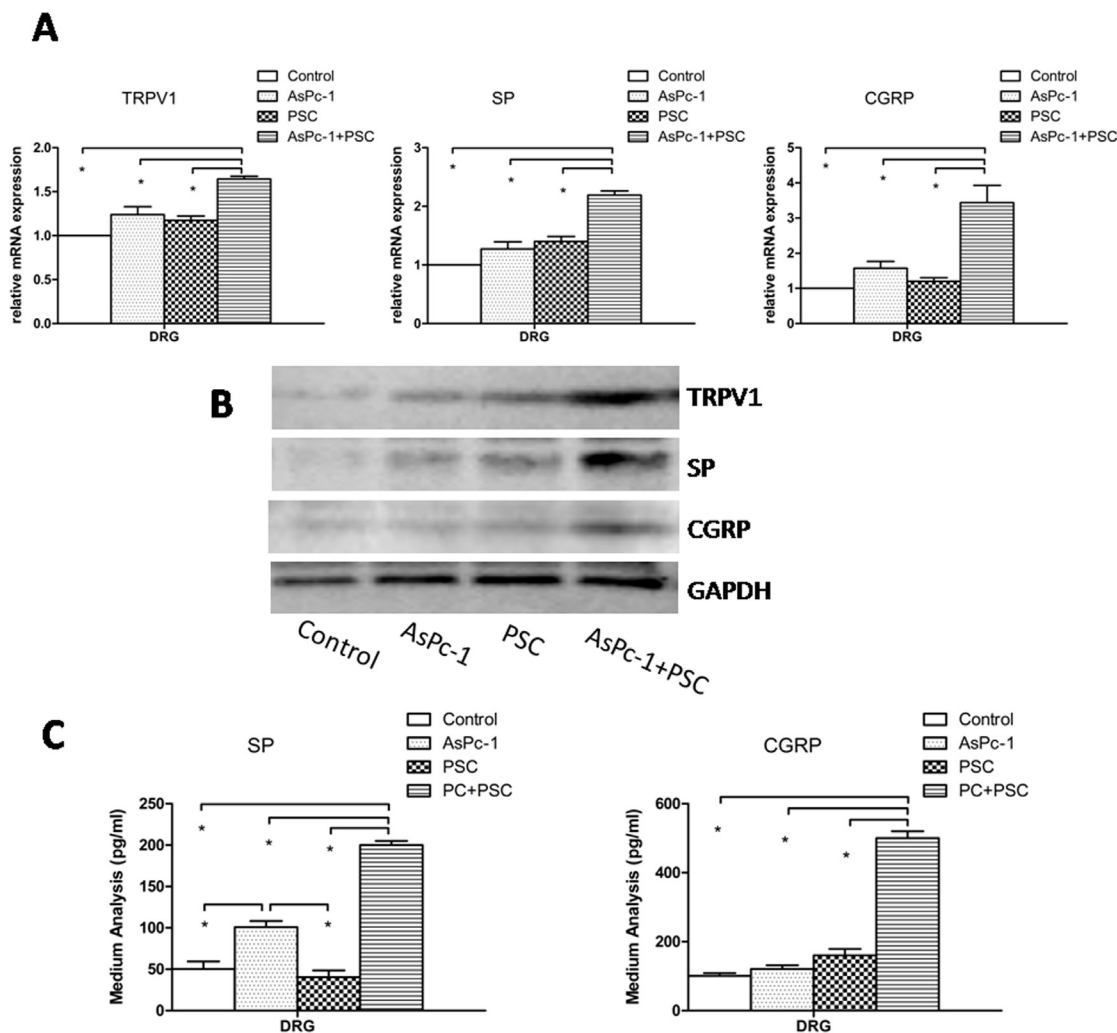 A
TRPV1
Control
AsPc-1
PSC
AsPc-1+PSC
relative mRNA expression
2.0
1.5
1.0
0.5
0.0
*
*
*
DRG
SP
Control
AsPc-1
PSC
AsPc-1+PSC
relative mRNA expression
3
2
1
0
*
*
*
DRG
CGRP
Control
AsPc-1
PSC
AsPc-1+PSC
relative mRNA expression
5
4
3
2
1
0
*
*
*
DRG
B
TRPV1
SP
CGRP
GAPDH
Control
AsPc-1
PSC
AsPc-1+PSC
C
SP
Control
AsPc-1
PSC
PC+PSC
Medium Analysis (pg/ml)
250
200
150
100
50
0
*
*
*
*
*
DRG
CGRP
Control
AsPc-1
PSC
PC+PSC
Medium Analysis (pg/ml)
600
400
200
0
*
*
*
DRG